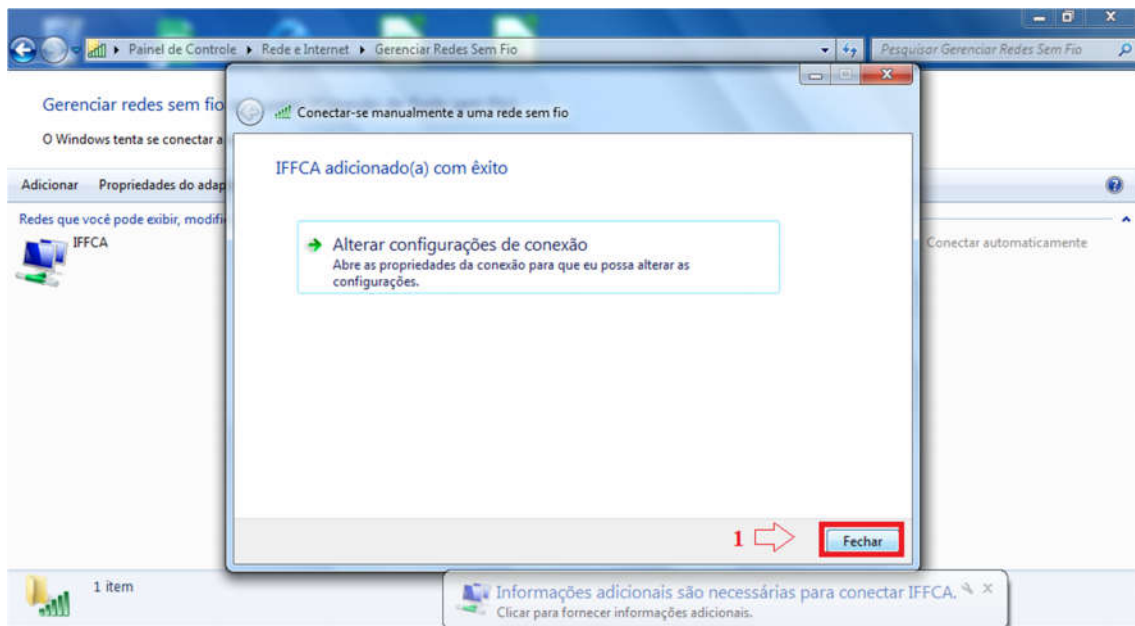 Painel de Controle ▸ Rede e Internet ▸ Gerenciar Redes Sem Fio
Pesquisar Gerenciar Redes Sem Fio
Gerenciar redes sem fio
O Windows tenta se conectar a
Adicionar Propriedades do adap
Redes que você pode exibir, modifi
IFFCA
Conectar automaticamente
Conectar-se manualmente a uma rede sem fio
IFFCA adicionado(a) com êxito
Alterar configurações de conexão
Abre as propriedades da conexão para que eu possa alterar as
configurações.
1
Fechar
1 item
Informações adicionais são necessárias para conectar IFFCA.
Clicar para fornecer informações adicionais.